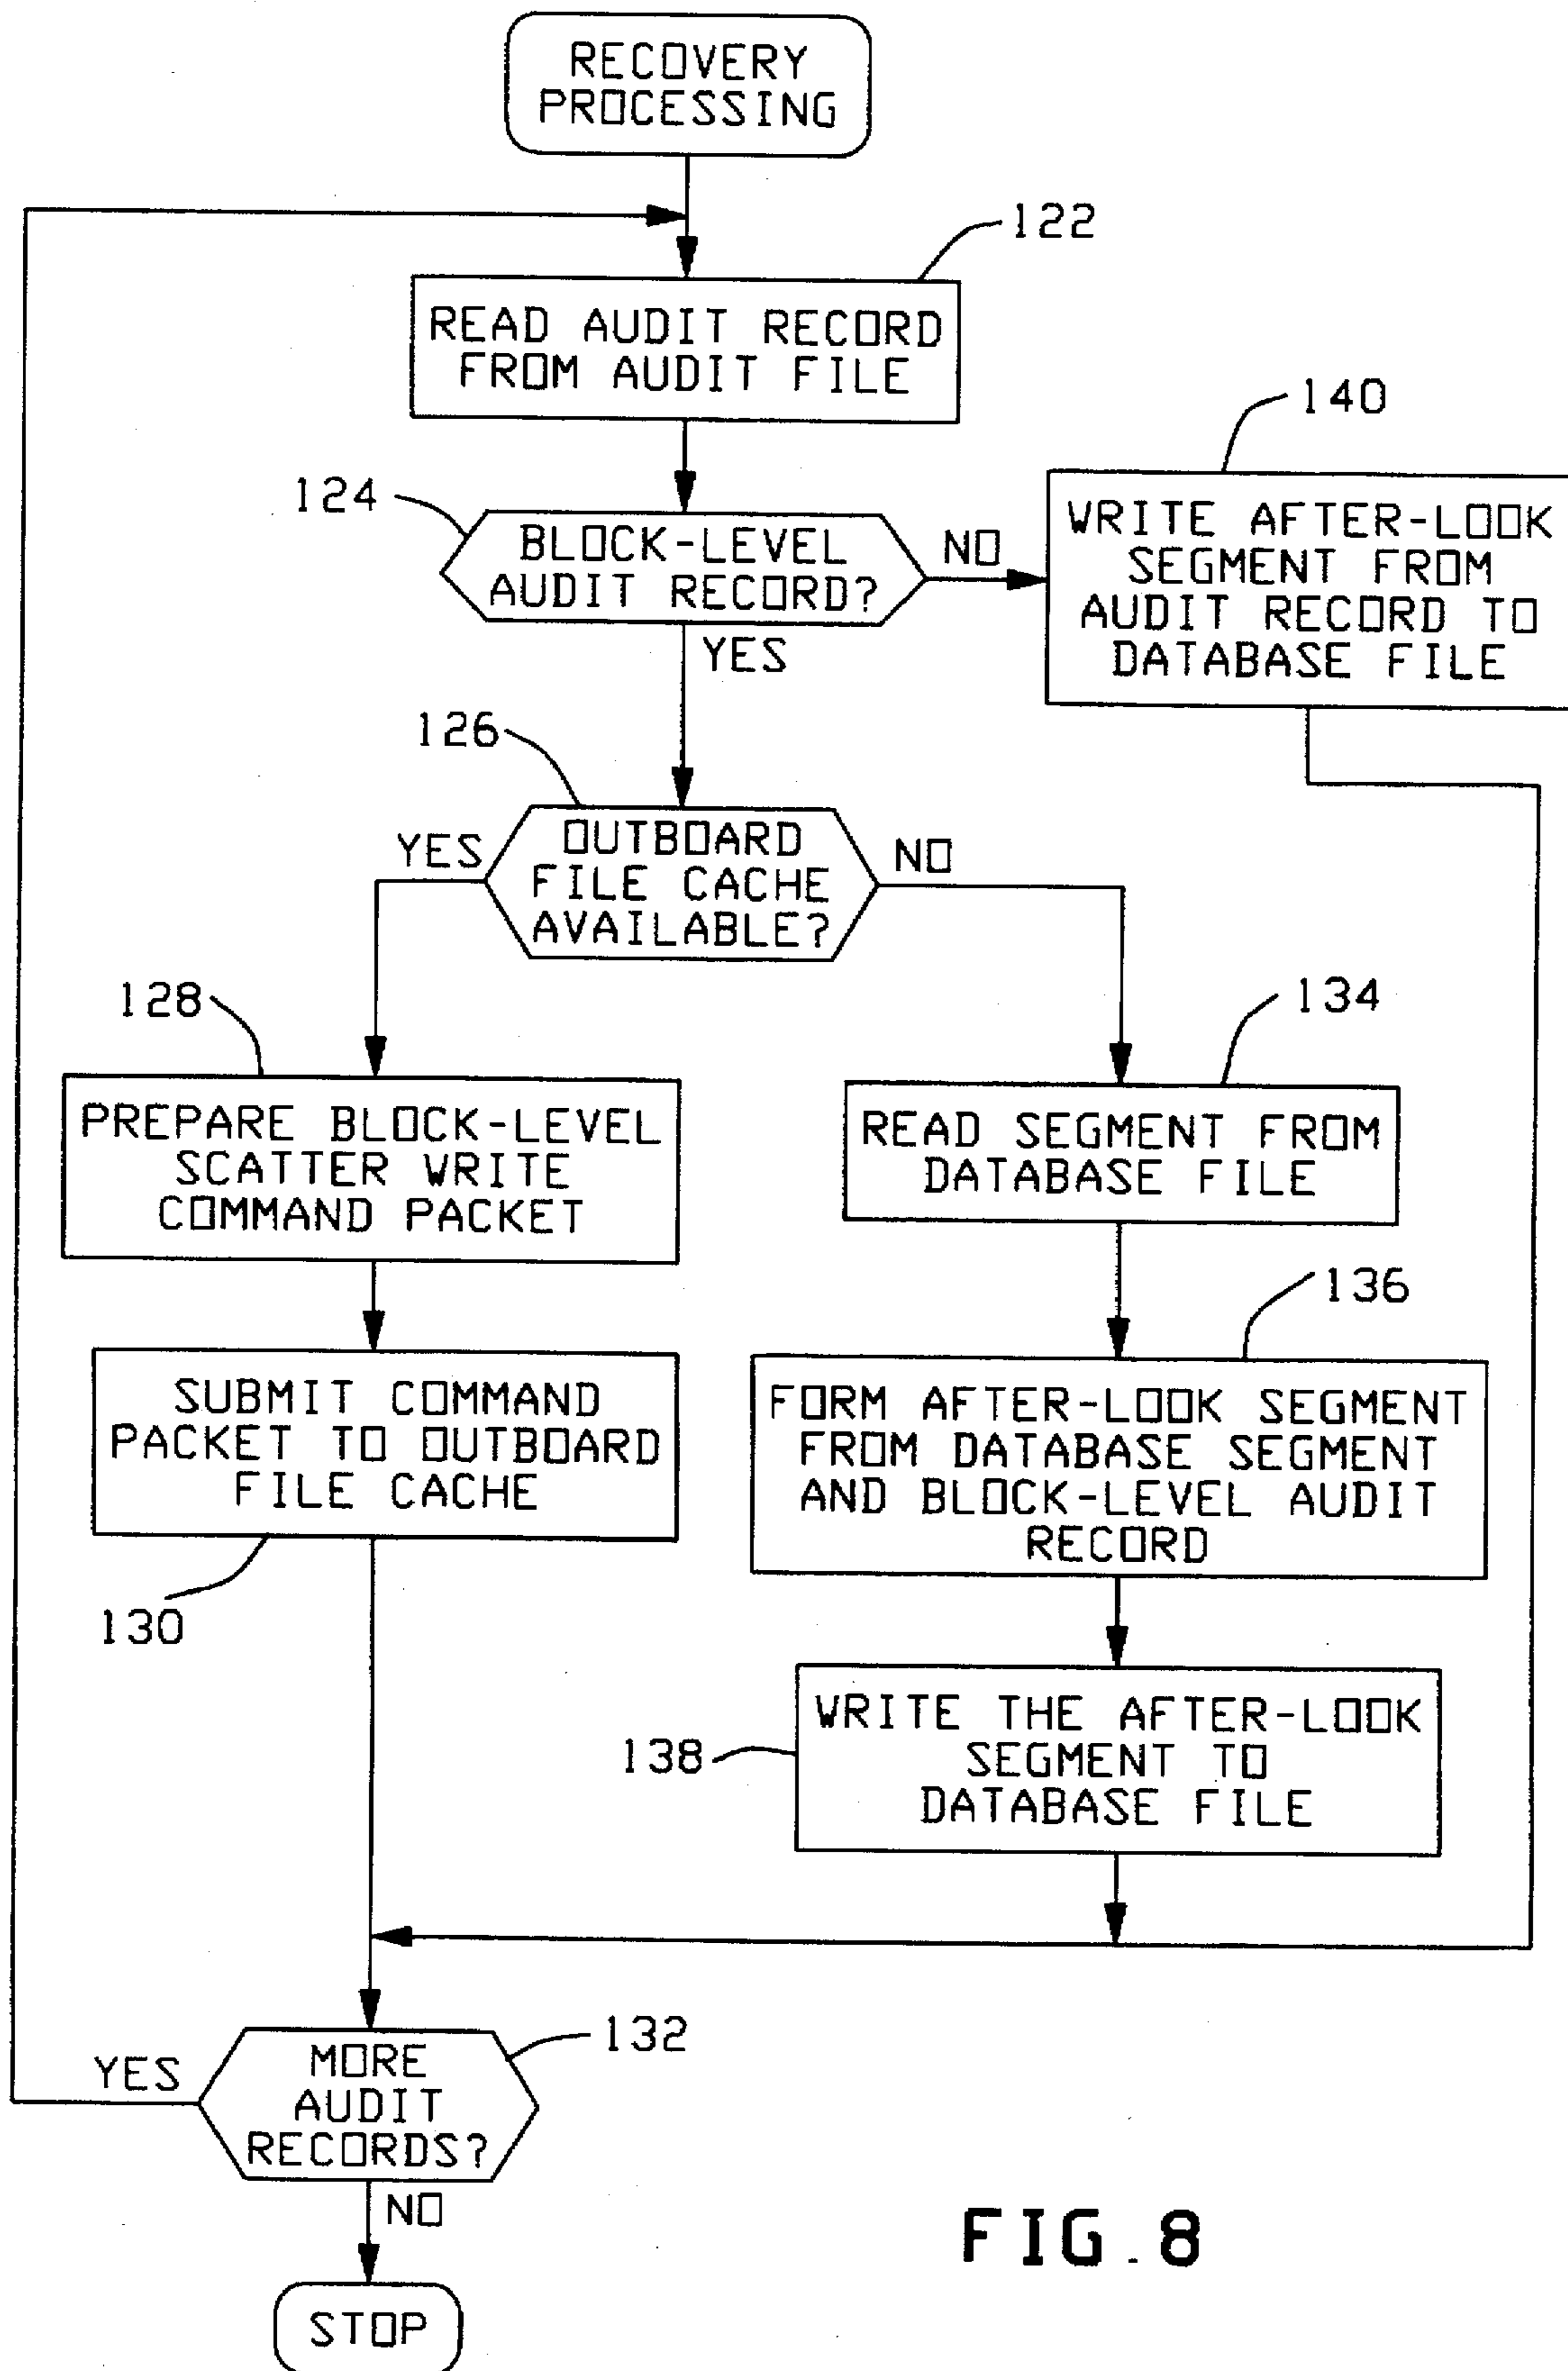 RECOVERY
PROCESSING
122
READ AUDIT RECORD
FROM AUDIT FILE
140
124
BLOCK-LEVEL
AUDIT RECORD?
NO
WRITE AFTER-LOOK
SEGMENT FROM
AUDIT RECORD TO
DATABASE FILE
YES
126
YES
OUTBOARD
FILE CACHE
AVAILABLE?
NO
128
134
PREPARE BLOCK-LEVEL
SCATTER WRITE
COMMAND PACKET
READ SEGMENT FROM
DATABASE FILE
136
SUBMIT COMMAND
PACKET TO OUTBOARD
FILE CACHE
FORM AFTER-LOOK SEGMENT
FROM DATABASE SEGMENT
AND BLOCK-LEVEL AUDIT
RECORD
130
138
WRITE THE AFTER-LOOK
SEGMENT TO
DATABASE FILE
132
YES
MORE
AUDIT
RECORDS?
NO
STOP
FIG. 8